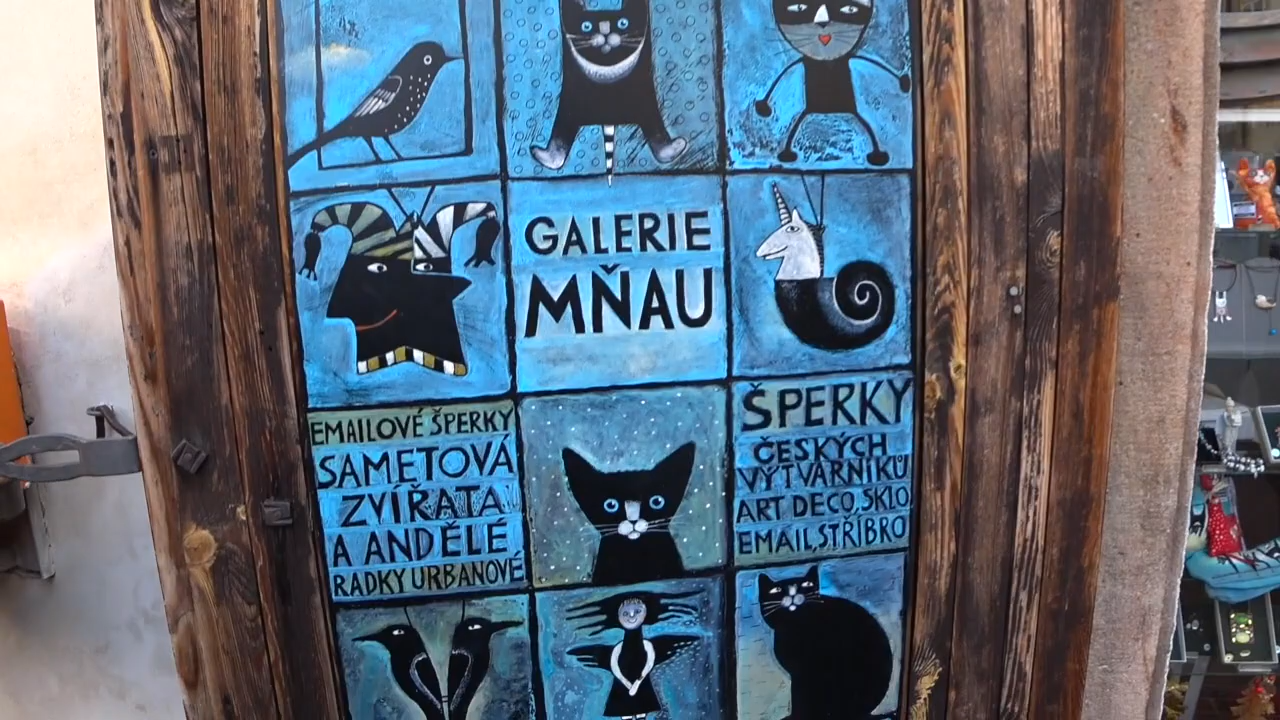 GALERIE
MŇAU
EMAILOVÉ ŠPERKY
SAMETOVÁ
ZVÍŘATA
A ANDĚLÉ
RADKY URBANOVÉ
ŠPERKY
ČESKÝCH
VÝTVARNÍKŮ
ART DECO, SKLO
EMAIL, STŘÍBRO